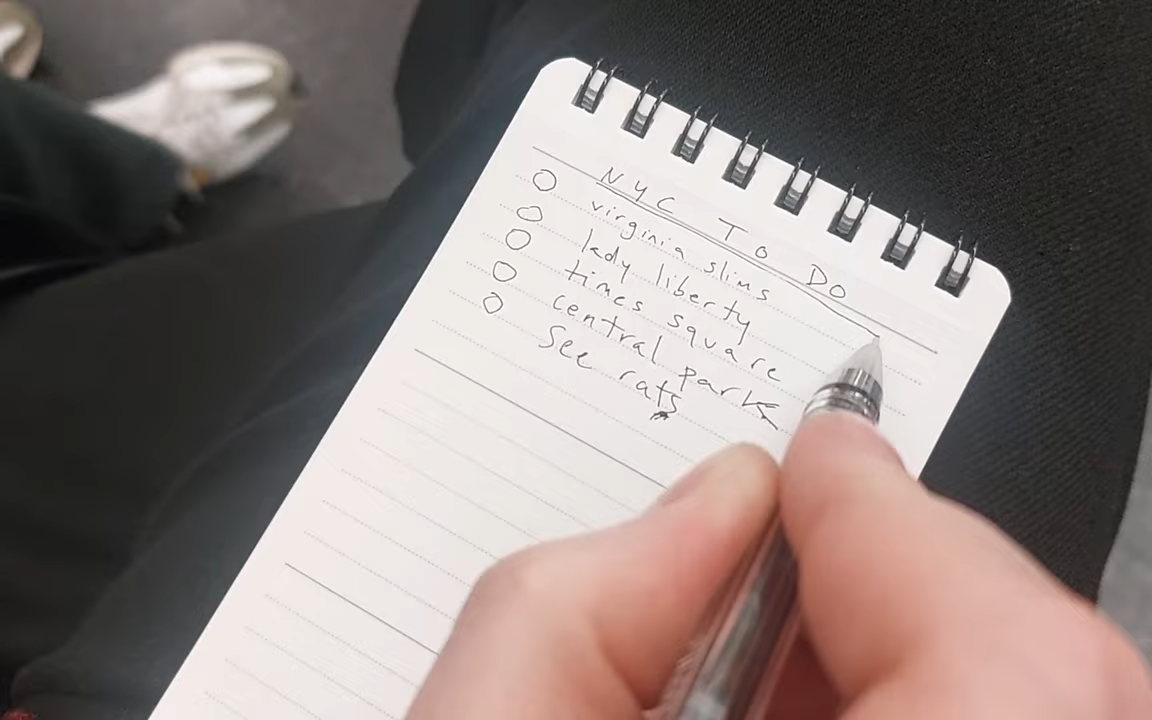 NYC TO DO
virginia slims
lady liberty
times square
central park
See rats